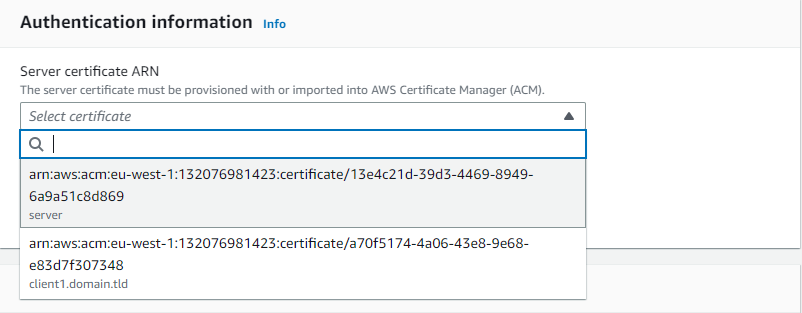 Authentication information Info
Server certificate ARN
The server certificate must be provisioned with or imported into AWS Certificate Manager (ACM).
Select certificate
arn:aws:acm:eu-west-1:132076981423:certificate/13e4c21d-39d3-4469-8949-
6a9a51c8d869
server
arn:aws:acm:eu-west-1:132076981423:certificate/a70f5174-4a06-43e8-9e68-
e83d7f307348
client1.domain.tld